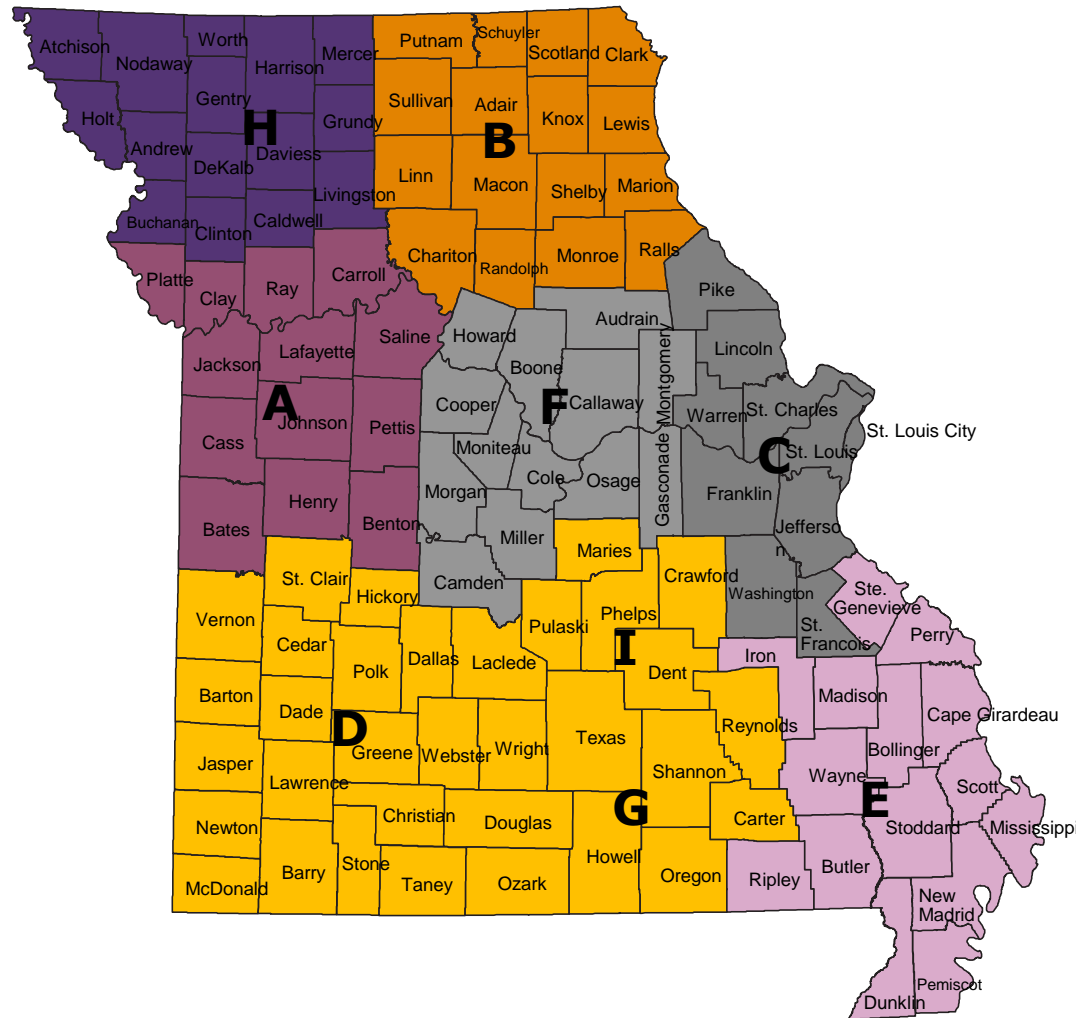 Atchison
Nodaway
Worth
Harrison
Mercer
Putnam
Schuyler
Scotland
Clark
Holt
Gentry
Grundy
Sullivan
Adair
Knox
Lewis
H
B
Andrew
DeKalb
Daviess
Livingston
Linn
Macon
Shelby
Marion
Buchanan
Clinton
Caldwell
Chariton
Randolph
Monroe
Ralls
Platte
Clay
Ray
Carroll
Pike
Jackson
Lafayette
Saline
Howard
Audrain
Montgomery
Lincoln
Boone
A
F
Cass
Johnson
Pettis
Cooper
Callaway
Warren
St. Charles
St. Louis City
C
St. Louis
Moniteau
Bates
Henry
Benton
Morgan
Cole
Osage
Gasconade
Franklin
Jefferso
n
Miller
Maries
St. Clair
Hickory
Camden
Crawford
Washington
Ste.
Genevieve
Vernon
Cedar
Polk
Dallas
Laclede
Pulaski
Phelps
I
Dent
Iron
St.
Francois
Perry
Barton
Dade
D
Greene
Webster
Wright
Texas
Reynolds
Madison
Bollinger
Cape Girardeau
Jasper
Lawrence
Shannon
Wayne
Scott
G
E
Newton
Christian
Douglas
Carter
Stoddard
Mississippi
McDonald
Barry
Stone
Taney
Ozark
Howell
Oregon
Ripley
Butler
New
Madrid
Dunklin
Pemiscot